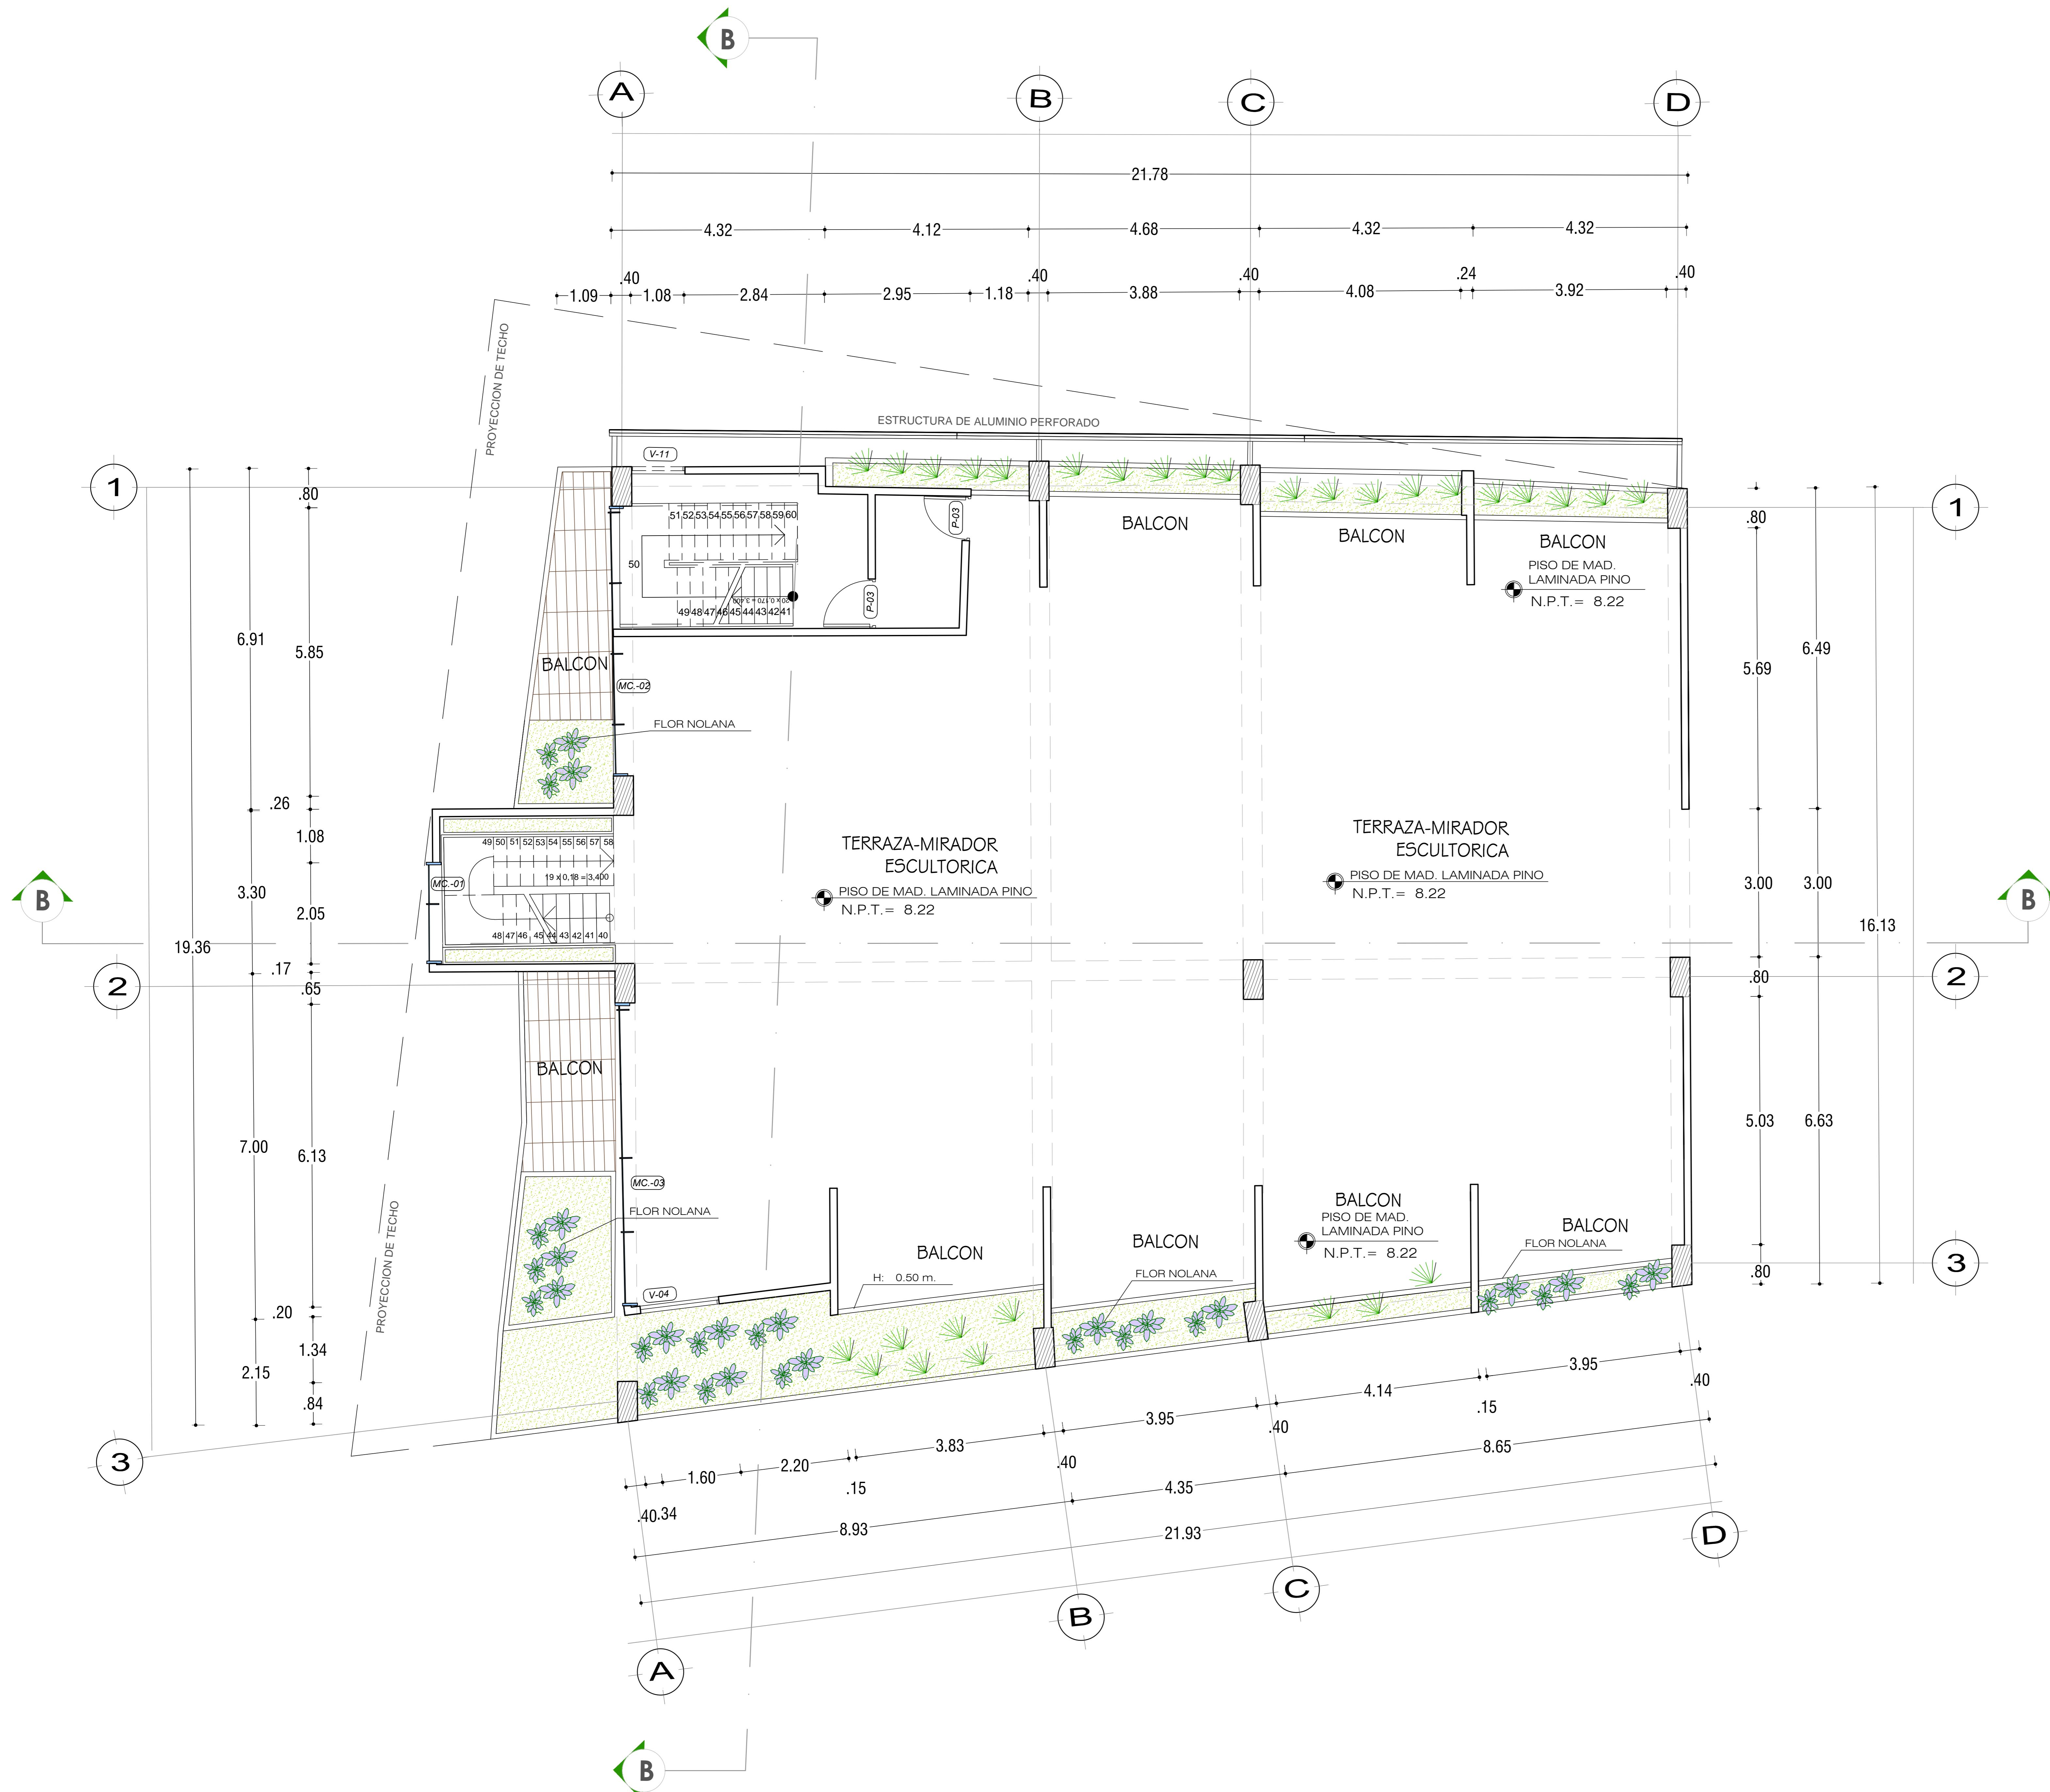 B
A
B
C
D
21.78
4.32
4.12
4.68
4.32
4.32
.40
.40
.40
.24
.40
1.09
1.08
2.84
2.95
1.18
3.88
4.08
3.92
PROYECCION DE TECHO
ESTRUCTURA DE ALUMINIO PERFORADO
V-11
1
1
.80
.80
51 52 53 54 55 56 57 58 59 60
50
20 x 0.170 = 3,400
49 48 47 46 45 44 43 42 41
P-03
P-03
BALCON
BALCON
BALCON
PISO DE MAD.
LAMINADA PINO
N.P.T.= 8.22
6.91
5.85
5.69
6.49
BALCON
MC.-02
FLOR NOLANA
.26
1.08
49 50 51 52 53 54 55 56 57 58
19 x 0,18 = 3,400
MC.-01
48 47 46 45 44 43 42 41 40
TERRAZA-MIRADOR
ESCULTORICA
PISO DE MAD. LAMINADA PINO
N.P.T.= 8.22
TERRAZA-MIRADOR
ESCULTORICA
PISO DE MAD. LAMINADA PINO
N.P.T.= 8.22
B
B
3.30
2.05
3.00
3.00
19.36
16.13
.17
.65
.80
2
2
BALCON
7.00
6.13
5.03
6.63
MC.-03
FLOR NOLANA
PROYECCION DE TECHO
BALCON
H: 0.50 m.
BALCON
FLOR NOLANA
BALCON
PISO DE MAD.
LAMINADA PINO
N.P.T.= 8.22
BALCON
FLOR NOLANA
V-04
.80
3
.20
1.34
2.15
.84
3
3.95
.40
4.14
.15
3.95
.40
3.83
.40
8.65
2.20
.15
1.60
.40
.34
4.35
8.93
21.93
D
C
B
A
B